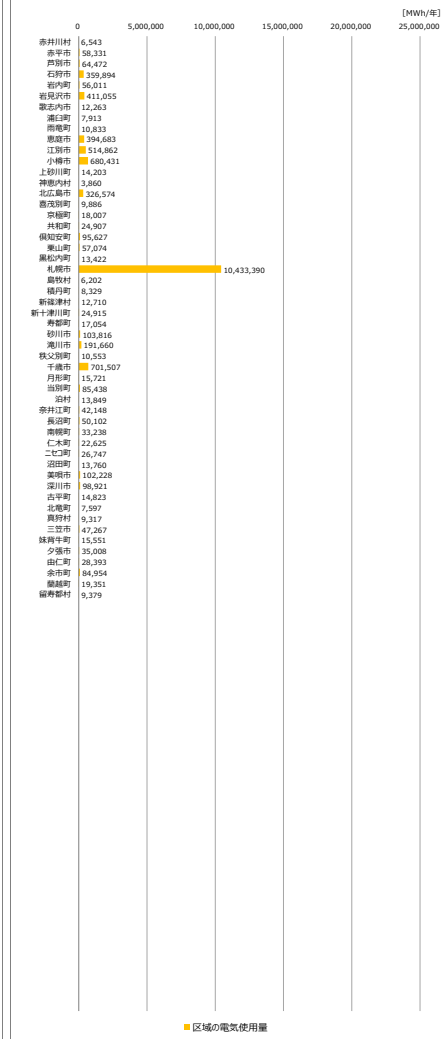 [MWh/年]
0 5,000,000 10,000,000 15,000,000 20,000,000 25,000,000
赤井川村 6,543
赤平市 58,331
芦別市 64,472
石狩市 359,894
岩内町 56,011
岩見沢市 411,055
歌志内市 12,263
浦臼町 7,913
雨竜町 10,833
恵庭市 394,683
江別市 514,862
小樽市 680,431
上砂川町 14,203
神恵内村 3,860
北広島市 326,574
喜茂別町 9,886
京極町 18,007
共和町 24,907
倶知安町 95,627
栗山町 57,074
黒松内町 13,422
札幌市 10,433,390
島牧村 6,202
積丹町 8,329
新篠津村 12,710
新十津川町 24,915
寿都町 17,054
砂川市 103,816
滝川市 191,660
秩父別町 10,553
千歳市 701,507
月形町 15,721
当別町 85,438
泊村 13,849
奈井江町 42,148
長沼町 50,102
南幌町 33,238
仁木町 22,625
ニセコ町 26,747
沼田町 13,760
美唄市 102,228
深川市 98,921
古平町 14,823
北竜町 7,597
真狩村 9,317
三笠市 47,267
妹背牛町 15,551
夕張市 35,008
由仁町 28,393
余市町 84,954
蘭越町 19,351
留寿都村 9,379
区域の電気使用量